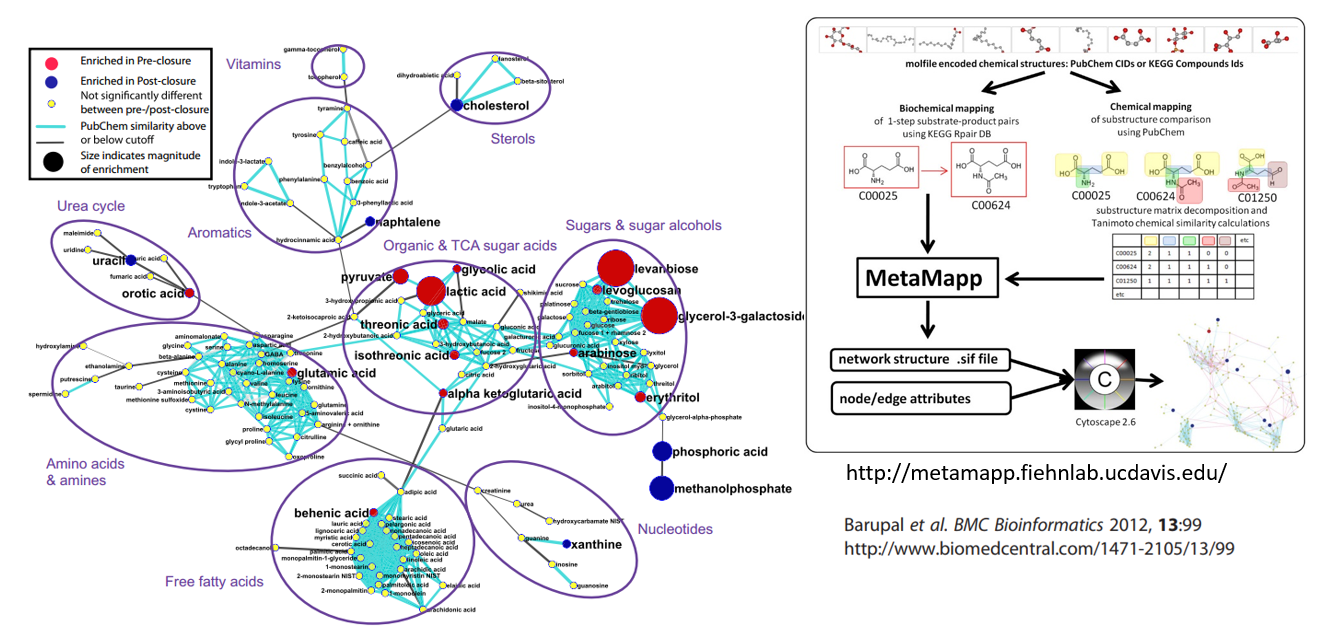 Enriched in Pre-closure
Enriched in Post-closure
Not significantly different
between pre-/post-closure
PubChem similarity above
or below cutoff
Size indicates magnitude
of enrichment
Vitamins
gamma-tocopherol
tocopherol
dihydroabietic acid
lanosterol
beta-sitosterol
cholesterol
Sterols
tyramine
tyrosine
caffeic acid
indole-3-lactate
benzylalcohol
tryptophan
phenylalanine
benzoic acid
indole-3-acetate
3-phenyllactic acid
naphtalene
hydrocinnamic acid
Aromatics
Urea cycle
maleimide
uridine
uracil
fumaric acid
orotic acid
Organic & TCA sugar acids
pyruvate
glycolic acid
lactic acid
shikimic acid
3-hydroxypropionic acid
2-ketoisocaproic acid
glyceric acid
threonic acid
malate
gluconic acid
2-hydroxybutanoic acid
3-hydroxybutanoic acid
galacturonic acid
isothreonic acid
fucose 2
fructose
2-hydroxyglutaric acid
citric acid
alpha ketoglutaric acid
glutaric acid
Sugars & sugar alcohols
levanbiose
sucrose
levoglucosan
trehalose
palatinose
beta-gentiobiose
galactose
ribose
glycerol-3-galactoside
glucose
fucose 1 + rhamnose 2
xylose
glucuronic acid
arabinose
xylitol
inositol myo-
glycerol
sorbitol
arabitol
threitol
erythritol
inositol-4-monophosphate
glycerol-alpha-phosphate
phosphoric acid
methanolphosphate
aminomalonate
asparagine
glycine
serine
aspartic acid
hydroxylamine
beta-alanine
GABA
threonine
ethanolamine
alanine
homoserine
cysteine
cyano-L-alanine
glutamic acid
putrescine
taurine
methionine
valine
lysine
ornithine
spermidine
3-aminoisobutyric acid
leucine
methionine sulfoxide
N-methylalanine
glutamine
cystine
isoleucine
5-aminovaleric acid
proline
arginine + ornithine
glycyl proline
citrulline
oxoproline
Amino acids
& amines
succinic acid
adipic acid
behenic acid
stearic acid
lauric acid
pelargonic acid
lignoceric acid
nonadecanoic acid
myristic acid
pentadecanoic acid
cerotic acid
icosenoic acid
octadecanol
heptadecanoic acid
palmitic acid
oleic acid
monopalmitin-1-glyceride
linoleic acid
1-monostearin
arachidic acid
2-monostearin NIST
monomyristin NIST
palmitoleic acid
elaidic acid
2-monopalmitin
1-monoolein
arachidonic acid
Free fatty acids
creatinine
urea
hydroxycarbamate NIST
guanine
xanthine
inosine
guanosine
Nucleotides
molfile encoded chemical structures: PubChem CIDs or KEGG Compounds Ids
Biochemical mapping
of 1-step substrate-product pairs
using KEGG Rpair DB
Chemical mapping
of substructure comparison
using PubChem
C00025
C00624
C00025
C00624
C01250
substructure matrix decomposition and
Tanimoto chemical similarity calculations
etc
C00025 2 1 1 0 0
C00624 2 1 1 1 0
C01250 1 1 1 1 1
etc
MetaMapp
network structure .sif file
node/edge attributes
C
Cytoscape 2.6
http://metamapp.fiehnlab.ucdavis.edu/
Barupal et al. BMC Bioinformatics 2012, 13:99
http://www.biomedcentral.com/1471-2105/13/99